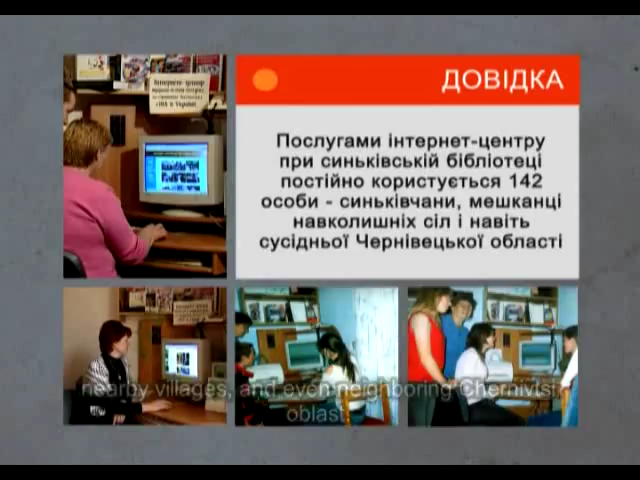 ДОВІДКА
Послугами інтернет-центру
при синьківській бібліотеці
постійно користується 142
особи - синьківчани, мешканці
навколишніх сіл і навіть
сусідньої Чернівецької області
nearby villages, and even neighboring Chernivtsi
oblast